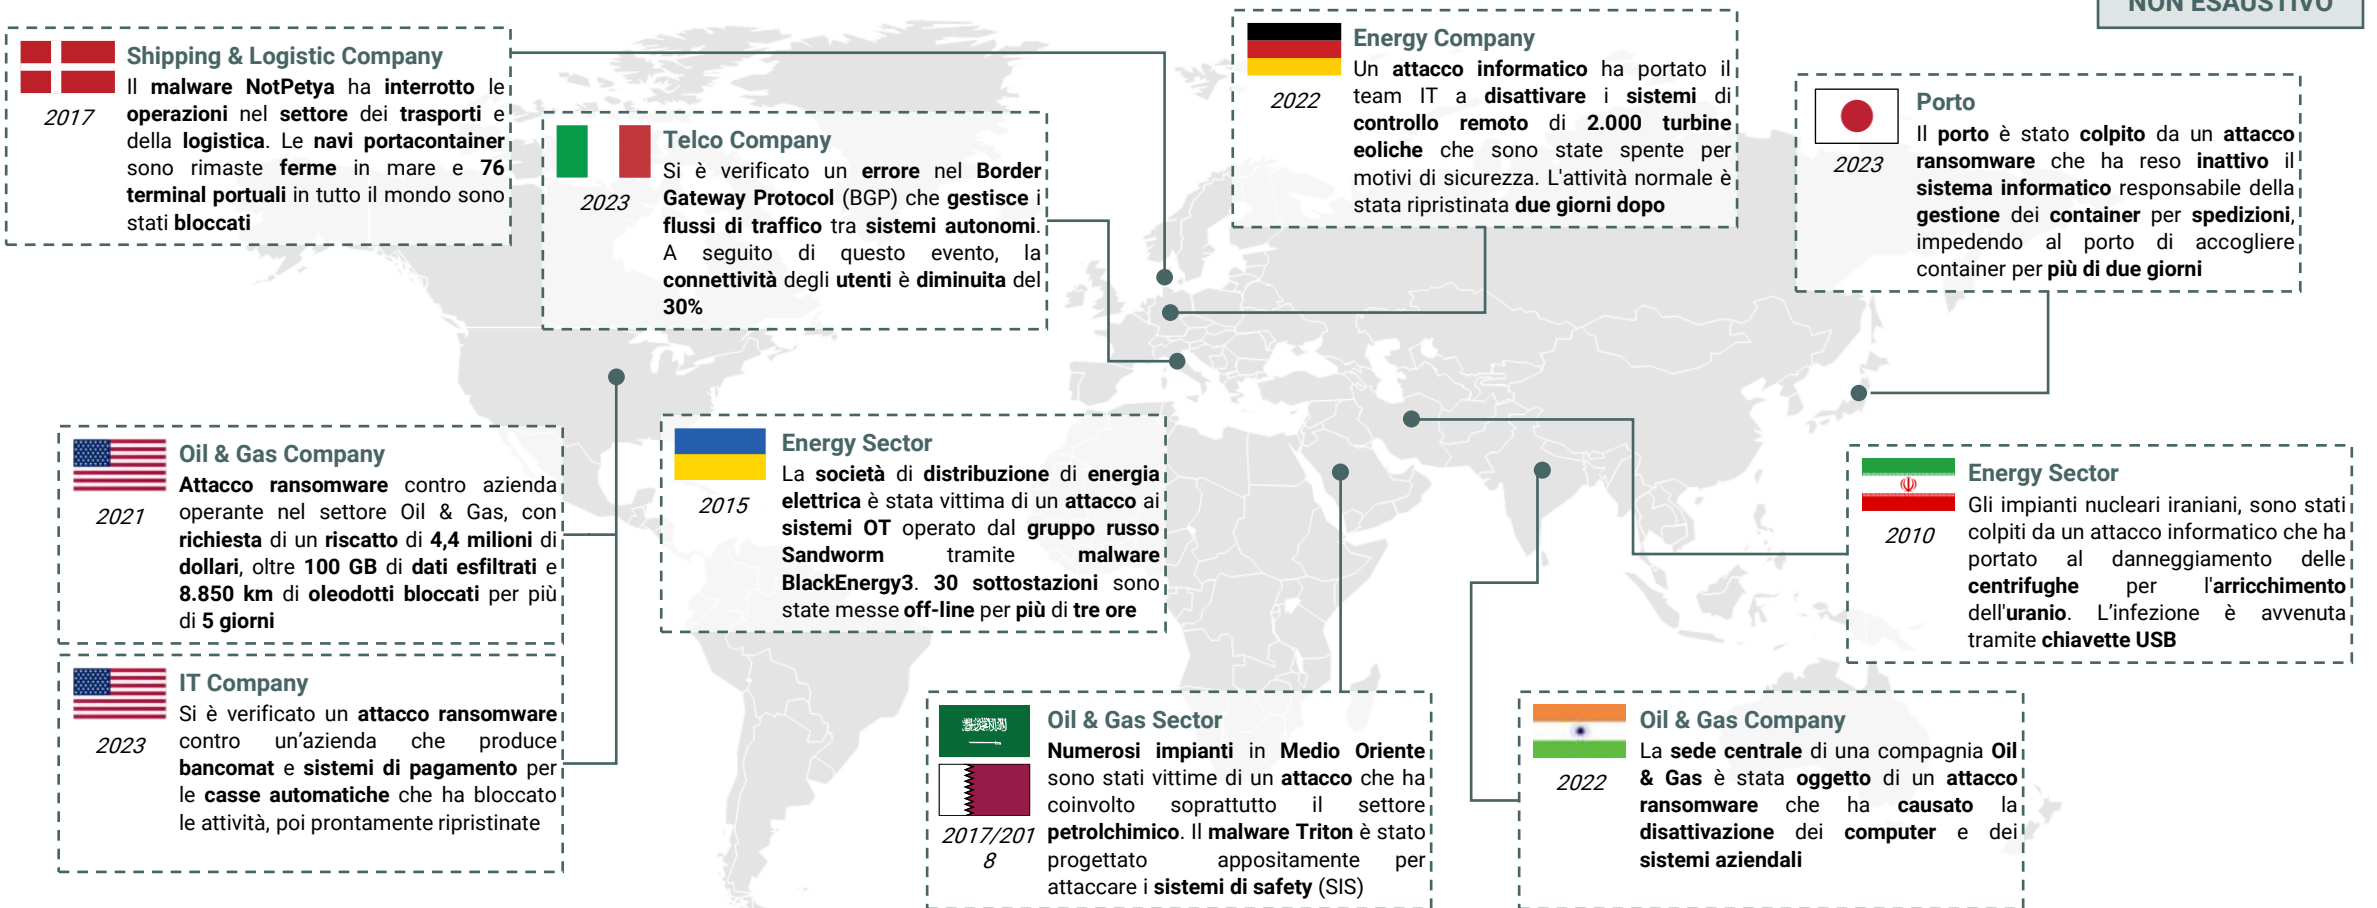 NON ESAUSTIVO
Shipping & Logistic Company
2017
Il malware NotPetya ha interrotto le
operazioni nel settore dei trasporti e
della logistica. Le navi portacontainer
sono rimaste ferme in mare e 76
terminal portuali in tutto il mondo sono
stati bloccati
Telco Company
2023
Si è verificato un errore nel Border
Gateway Protocol (BGP) che gestisce i
flussi di traffico tra sistemi autonomi.
A seguito di questo evento, la
connettività degli utenti è diminuita del
30%
Energy Company
2022
Un attacco informatico ha portato il
team IT a disattivare i sistemi di
controllo remoto di 2.000 turbine
eoliche che sono state spente per
motivi di sicurezza. L'attività normale è
stata ripristinata due giorni dopo
Porto
2023
Il porto è stato colpito da un attacco
ransomware che ha reso inattivo il
sistema informatico responsabile della
gestione dei container per spedizioni,
impedendo al porto di accogliere
container per più di due giorni
Oil & Gas Company
2021
Attacco ransomware contro azienda
operante nel settore Oil & Gas, con
richiesta di un riscatto di 4,4 milioni di
dollari, oltre 100 GB di dati esfiltrati e
8.850 km di oleodotti bloccati per più
di 5 giorni
Energy Sector
2015
La società di distribuzione di energia
elettrica è stata vittima di un attacco ai
sistemi OT operato dal gruppo russo
Sandworm tramite malware
BlackEnergy3. 30 sottostazioni sono
state messe off-line per più di tre ore
Energy Sector
2010
Gli impianti nucleari iraniani, sono stati
colpiti da un attacco informatico che ha
portato al danneggiamento delle
centrifughe per l'arricchimento
dell'uranio. L’infezione è avvenuta
tramite chiavette USB
IT Company
2023
Si è verificato un attacco ransomware
contro un’azienda che produce
bancomat e sistemi di pagamento per
le casse automatiche che ha bloccato
le attività, poi prontamente ripristinate
Oil & Gas Sector
2017/201
8
Numerosi impianti in Medio Oriente
sono stati vittime di un attacco che ha
coinvolto soprattutto il settore
petrolchimico. Il malware Triton è stato
progettato appositamente per
attaccare i sistemi di safety (SIS)
Oil & Gas Company
2022
La sede centrale di una compagnia Oil
& Gas è stata oggetto di un attacco
ransomware che ha causato la
disattivazione dei computer e dei
sistemi aziendali